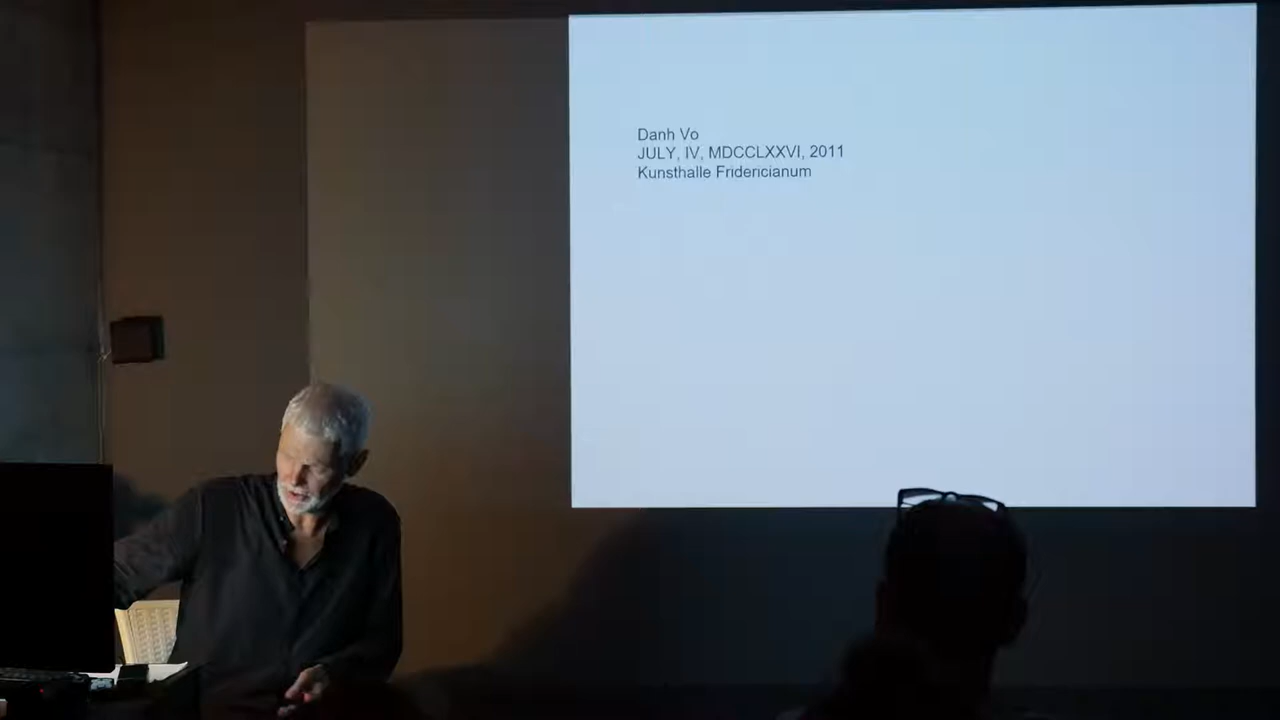 Danh Vo
JULY, IV, MDCCLXXVI, 2011
Kunsthalle Fridericianum